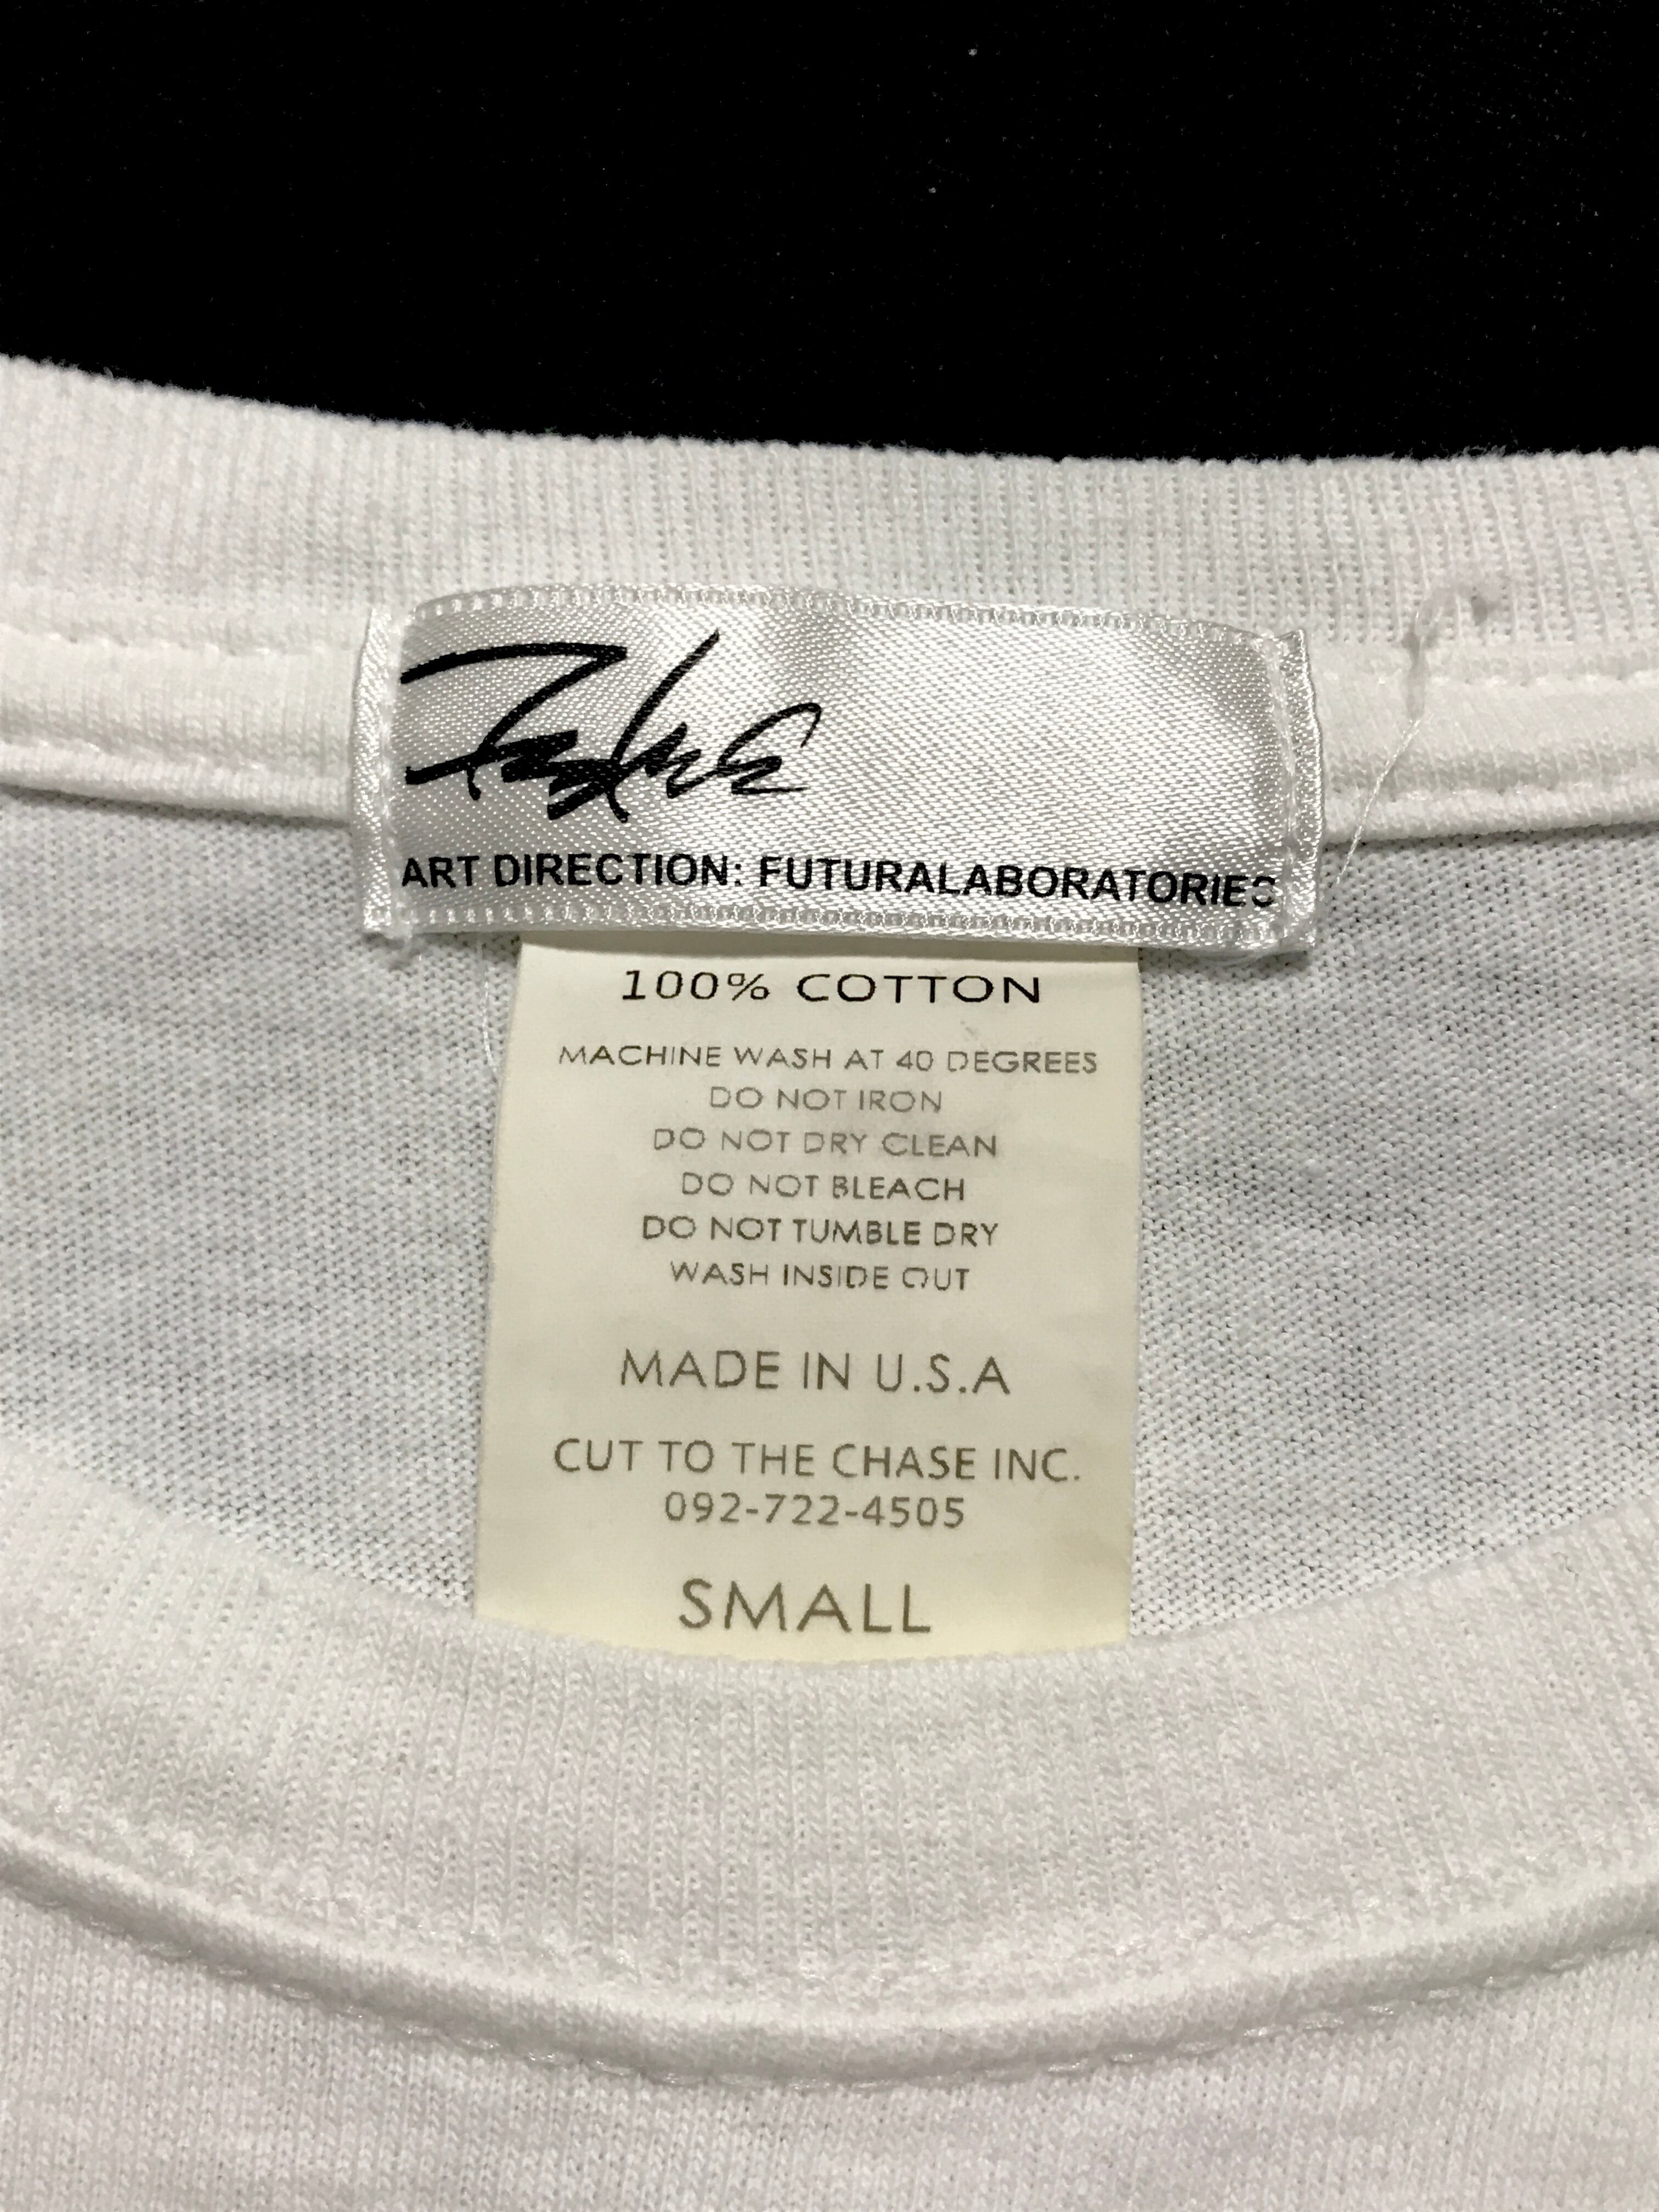 ART DIRECTION: FUTURALABORATORIES
100% COTTON
MACHINE WASH AT 40 DEGREES
DO NOT IRON
DO NOT DRY CLEAN
DO NOT BLEACH
DO NOT TUMBLE DRY
WASH INSIDE OUT
MADE IN U.S.A
CUT TO THE CHASE INC.
092-722-4505
SMALL